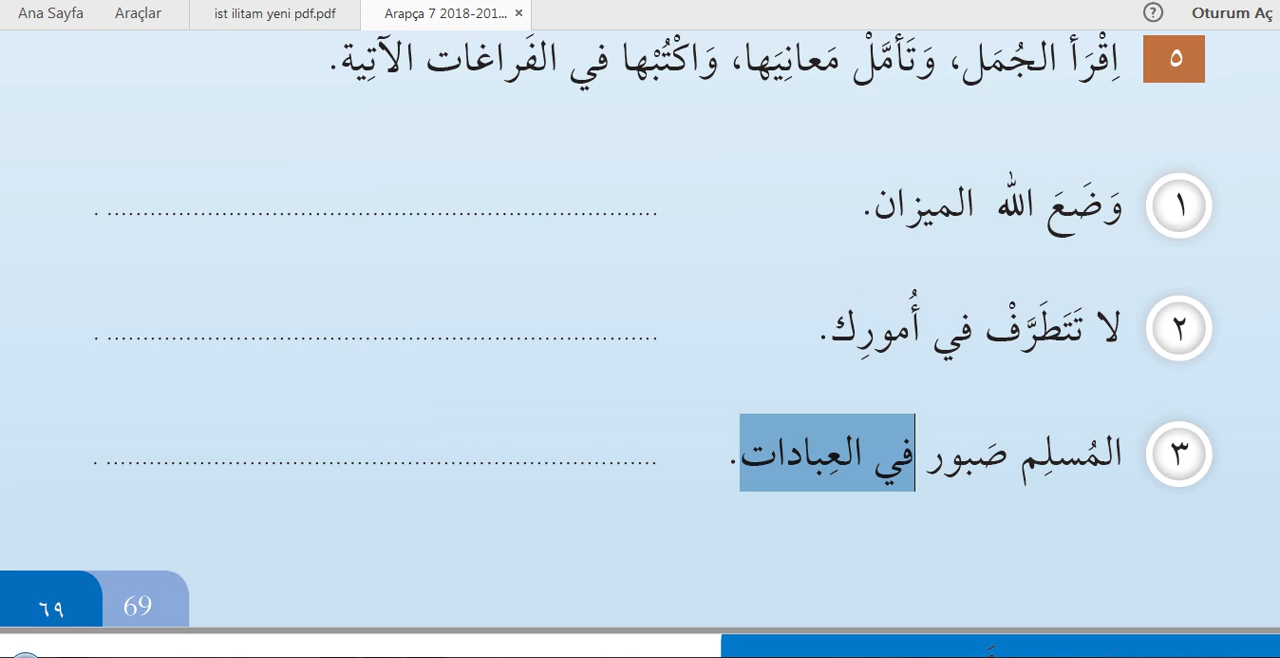 Ana Sayfa Araçlar ist ilitam yeni pdf.pdf Arapça 7 2018-201... × ? Oturum Aç
٥ اِقْرَأ الجُمَل، وَتَأمَّلْ مَعانِيَها، وَاكْتُبْها في الفَراغات الآتِية.
١ وَضَعَ الله الميزان. ..........................................................................
٢ لا تَتَطَرَّفْ في أُمورِك. ..........................................................................
٣ المُسلِم صَبور في العِبادات. ..........................................................................
٦٩ 69